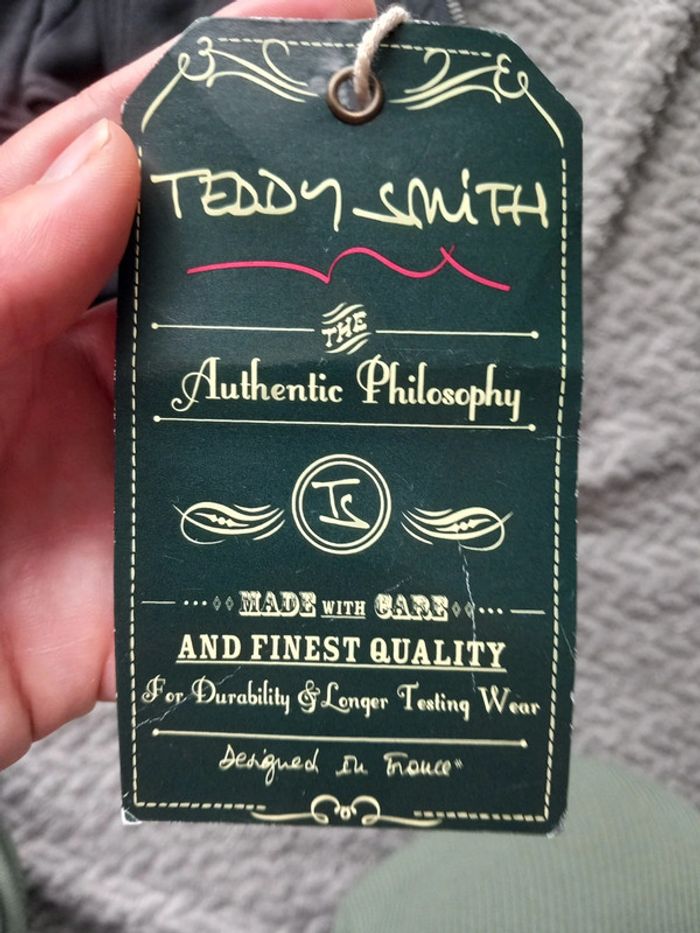 TEDDY SMITH
THE
Authentic Philosophy
TS
MADE WITH CARE
AND FINEST QUALITY
For Durability & Longer Testing Wear
Designed in France*